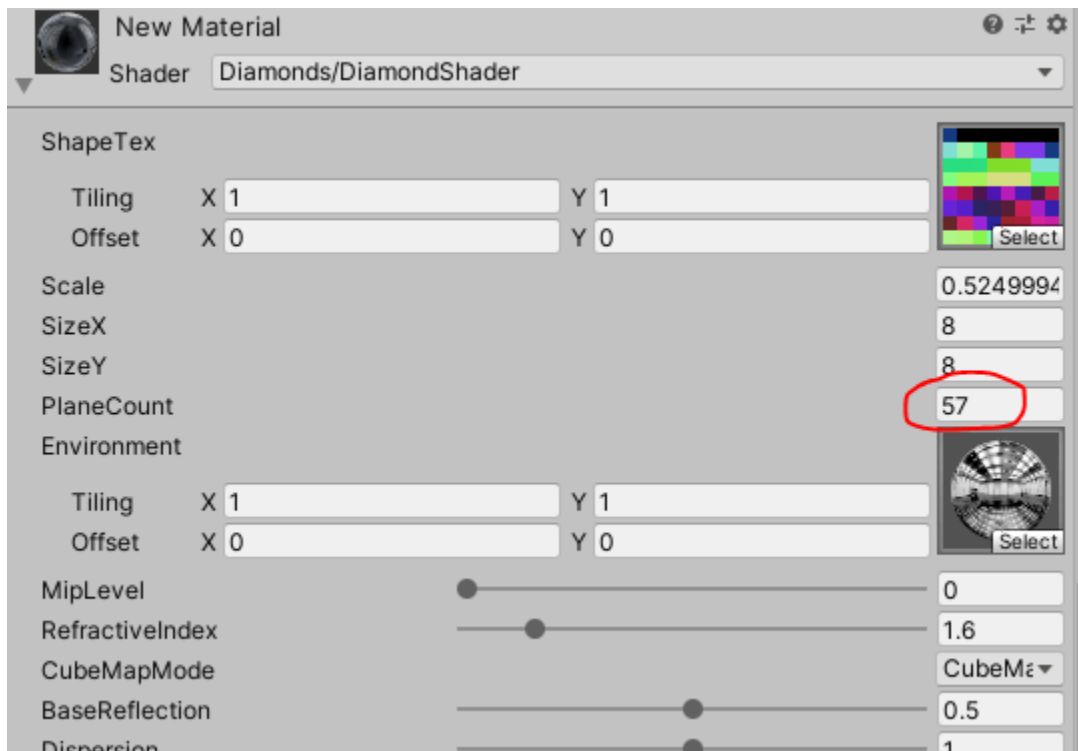 New Material
Shader Diamonds/DiamondShader
ShapeTex
Tiling X 1 Y 1
Offset X 0 Y 0
Select
Scale 0.5249994
SizeX 8
SizeY 8
PlaneCount 57
Environment
Tiling X 1 Y 1
Offset X 0 Y 0
Select
MipLevel 0
RefractiveIndex 1.6
CubeMapMode CubeMa
BaseReflection 0.5
Dispersion 1